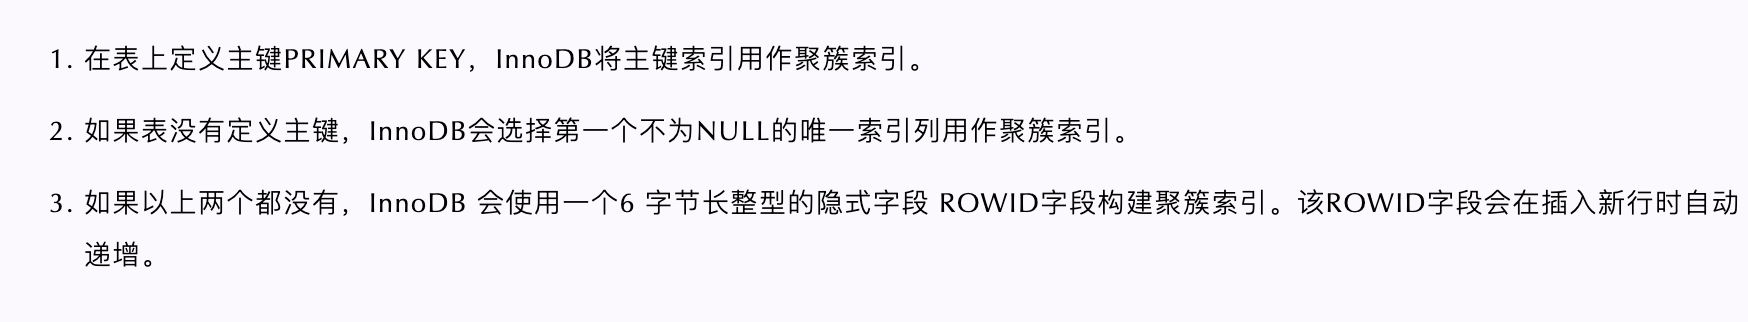 1. 在表上定义主键PRIMARY KEY，InnoDB将主键索引用作聚簇索引。
2. 如果表没有定义主键，InnoDB会选择第一个不为NULL的唯一索引列用作聚簇索引。
3. 如果以上两个都没有，InnoDB 会使用一个6 字节长整型的隐式字段 ROWID字段构建聚簇索引。该ROWID字段会在插入新行时自动
递增。